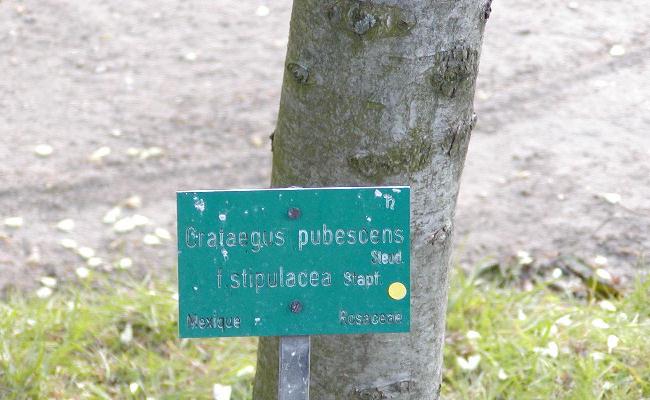 Crataegus pubescens
Steud.
f.stipulacea Stapf.
Mexique Rosaceae